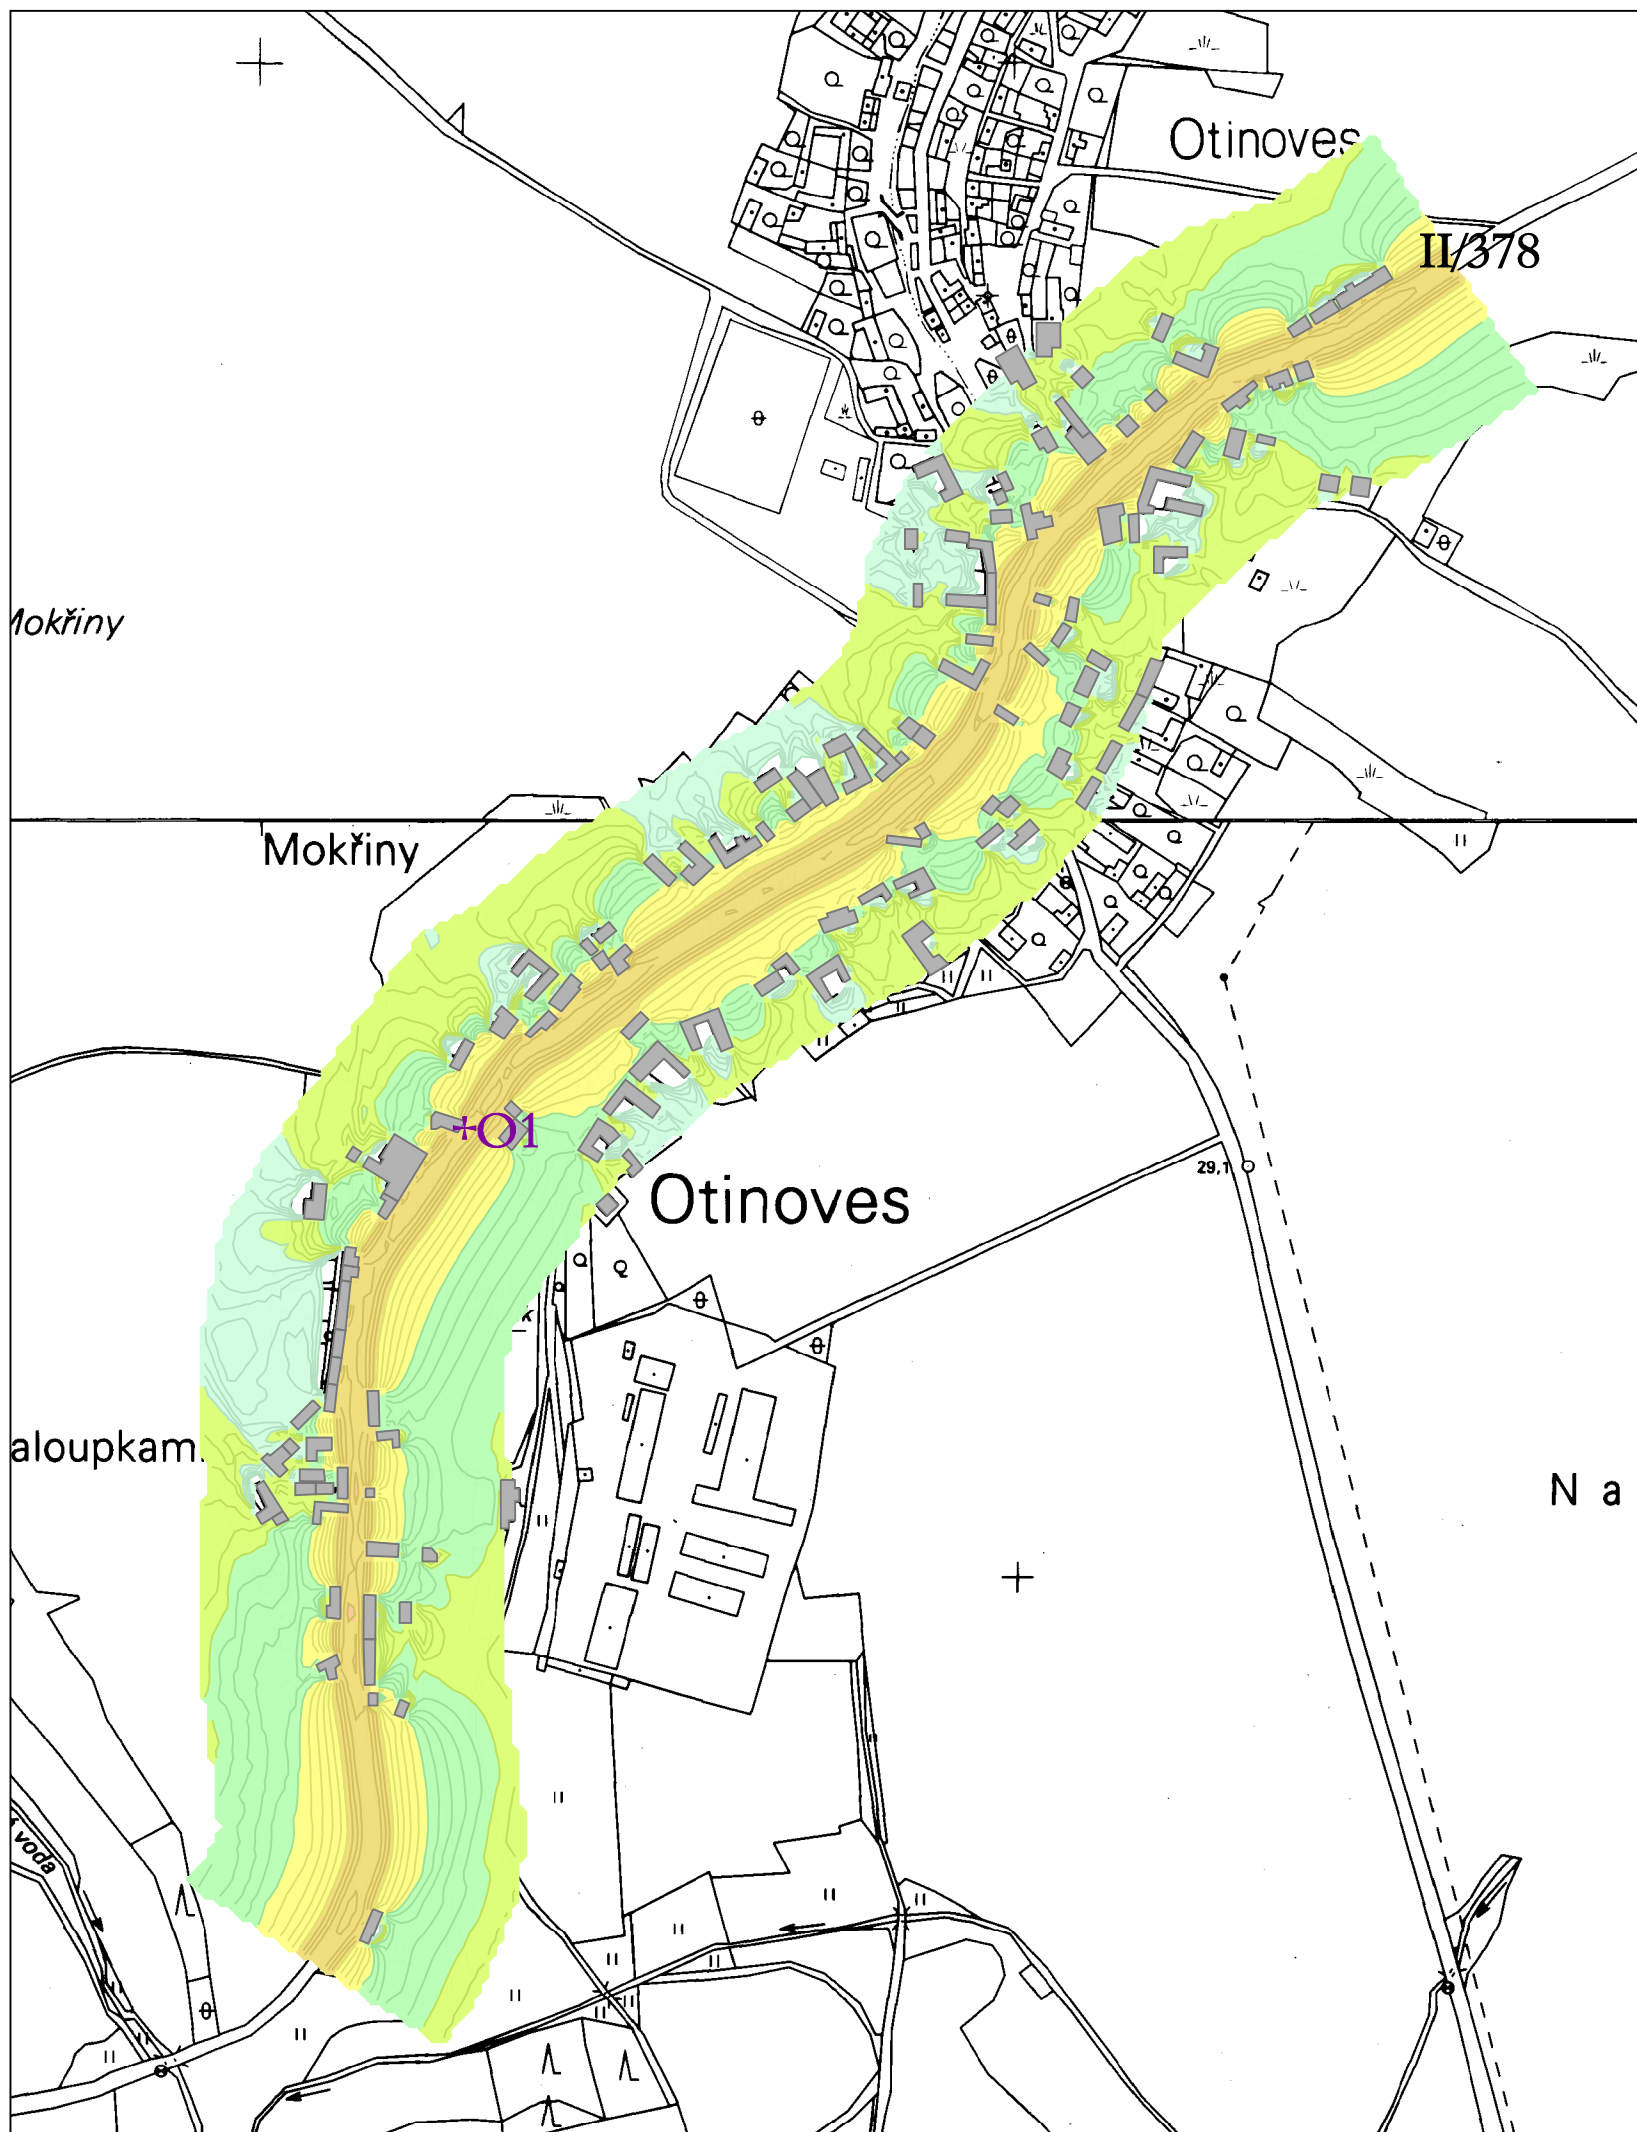 Otinoves
II/378
Mokřiny
Mokřiny
O1
29,1
Otinoves
aloupkam.
N a
voda